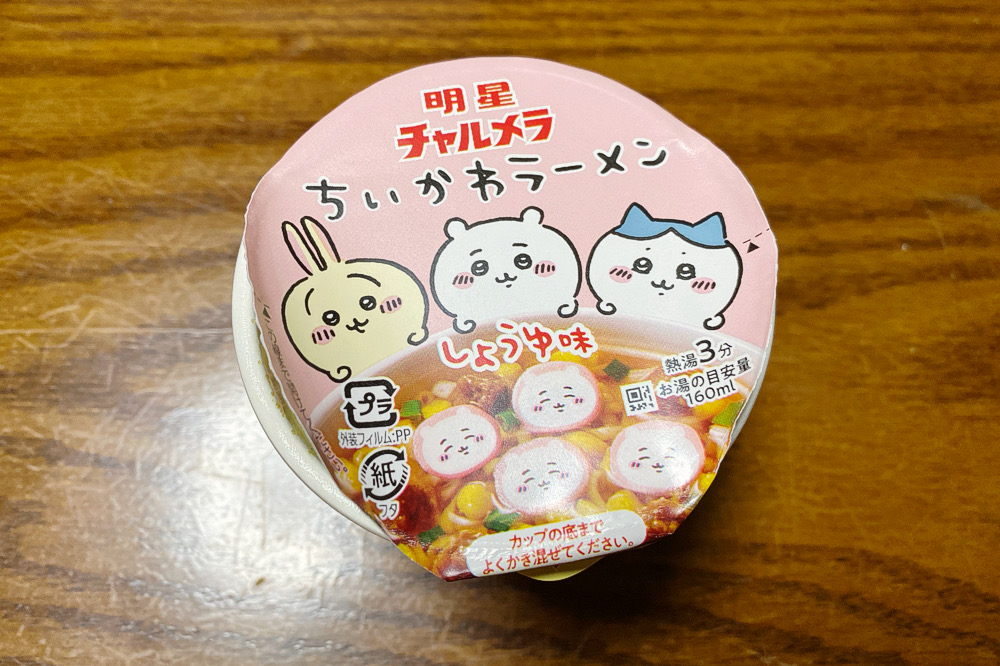 明星
チャルメラ
ちいかわラーメン
しょうゆ味
熱湯3分
お湯の目安量
160ml
プラ
外装フィルム:PP
紙
フタ
カップの底まで
よくかき混ぜてください。